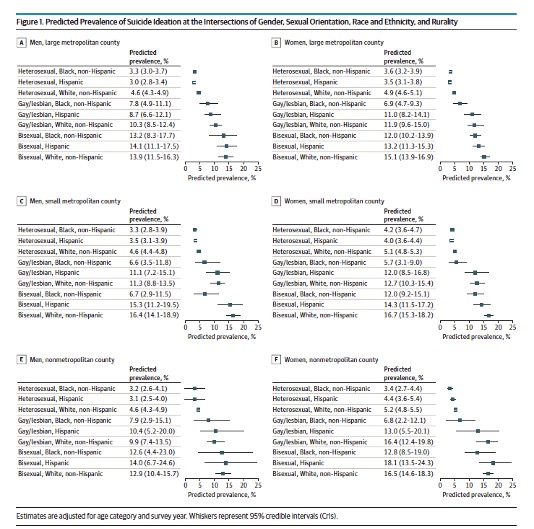 Figure 1. Predicted Prevalence of Suicide Ideation at the Intersections of Gender, Sexual Orientation, Race and Ethnicity, and Rurality
A Men, large metropolitan county
Predicted
prevalence, %
Heterosexual, Black, non-Hispanic 3.3 (3.0-3.7)
Heterosexual, Hispanic 3.0 (2.8-3.4)
Heterosexual, White, non-Hispanic 4.6 (4.3-4.9)
Gay/lesbian, Black, non-Hispanic 7.8 (4.9-11.1)
Gay/lesbian, Hispanic 8.7 (6.6-12.1)
Gay/lesbian, White, non-Hispanic 10.3 (8.5-12.4)
Bisexual, Black, non-Hispanic 13.2 (8.3-17.7)
Bisexual, Hispanic 14.1 (11.1-17.5)
Bisexual, White, non-Hispanic 13.9 (11.5-16.3)
0 5 10 15 20 25
Predicted prevalence, %
B Women, large metropolitan county
Predicted
prevalence, %
Heterosexual, Black, non-Hispanic 3.6 (3.2-3.9)
Heterosexual, Hispanic 3.5 (3.1-3.8)
Heterosexual, White, non-Hispanic 4.9 (4.6-5.1)
Gay/lesbian, Black, non-Hispanic 6.9 (4.7-9.3)
Gay/lesbian, Hispanic 11.0 (8.2-14.1)
Gay/lesbian, White, non-Hispanic 11.9 (9.6-15.0)
Bisexual, Black, non-Hispanic 12.0 (10.2-13.9)
Bisexual, Hispanic 13.2 (11.3-15.3)
Bisexual, White, non-Hispanic 15.1 (13.9-16.9)
0 5 10 15 20 25
Predicted prevalence, %
C Men, small metropolitan county
Predicted
prevalence, %
Heterosexual, Black, non-Hispanic 3.3 (2.8-3.9)
Heterosexual, Hispanic 3.5 (3.1-3.9)
Heterosexual, White, non-Hispanic 4.6 (4.4-4.8)
Gay/lesbian, Black, non-Hispanic 6.6 (3.5-11.8)
Gay/lesbian, Hispanic 11.1 (7.2-15.1)
Gay/lesbian, White, non-Hispanic 11.3 (8.8-13.5)
Bisexual, Black, non-Hispanic 6.7 (2.9-11.5)
Bisexual, Hispanic 15.3 (11.2-19.5)
Bisexual, White, non-Hispanic 16.4 (14.1-18.9)
0 5 10 15 20 25
Predicted prevalence, %
D Women, small metropolitan county
Predicted
prevalence, %
Heterosexual, Black, non-Hispanic 4.2 (3.6-4.7)
Heterosexual, Hispanic 4.0 (3.6-4.4)
Heterosexual, White, non-Hispanic 5.1 (4.8-5.3)
Gay/lesbian, Black, non-Hispanic 5.7 (3.1-9.0)
Gay/lesbian, Hispanic 12.0 (8.5-16.8)
Gay/lesbian, White, non-Hispanic 12.7 (10.3-15.4)
Bisexual, Black, non-Hispanic 12.0 (9.2-15.1)
Bisexual, Hispanic 14.3 (11.5-17.2)
Bisexual, White, non-Hispanic 16.7 (15.3-18.2)
0 5 10 15 20 25
Predicted prevalence, %
E Men, nonmetropolitan county
Predicted
prevalence, %
Heterosexual, Black, non-Hispanic 3.2 (2.6-4.1)
Heterosexual, Hispanic 3.1 (2.5-4.0)
Heterosexual, White, non-Hispanic 4.6 (4.3-4.9)
Gay/lesbian, Black, non-Hispanic 7.9 (2.9-15.1)
Gay/lesbian, Hispanic 10.4 (5.2-20.0)
Gay/lesbian, White, non-Hispanic 9.9 (7.4-13.5)
Bisexual, Black, non-Hispanic 12.6 (4.4-23.0)
Bisexual, Hispanic 14.0 (6.7-24.6)
Bisexual, White, non-Hispanic 12.9 (10.4-15.7)
0 5 10 15 20 25
Predicted prevalence, %
F Women, nonmetropolitan county
Predicted
prevalence, %
Heterosexual, Black, non-Hispanic 3.4 (2.7-4.4)
Heterosexual, Hispanic 4.4 (3.6-5.4)
Heterosexual, White, non-Hispanic 5.2 (4.8-5.5)
Gay/lesbian, Black, non-Hispanic 6.8 (2.2-12.1)
Gay/lesbian, Hispanic 13.0 (5.5-20.1)
Gay/lesbian, White, non-Hispanic 16.4 (12.4-19.8)
Bisexual, Black, non-Hispanic 12.8 (8.5-19.0)
Bisexual, Hispanic 18.1 (13.5-24.3)
Bisexual, White, non-Hispanic 16.5 (14.6-18.3)
0 5 10 15 20 25
Predicted prevalence, %
Estimates are adjusted for age category and survey year. Whiskers represent 95% credible intervals (CrIs).